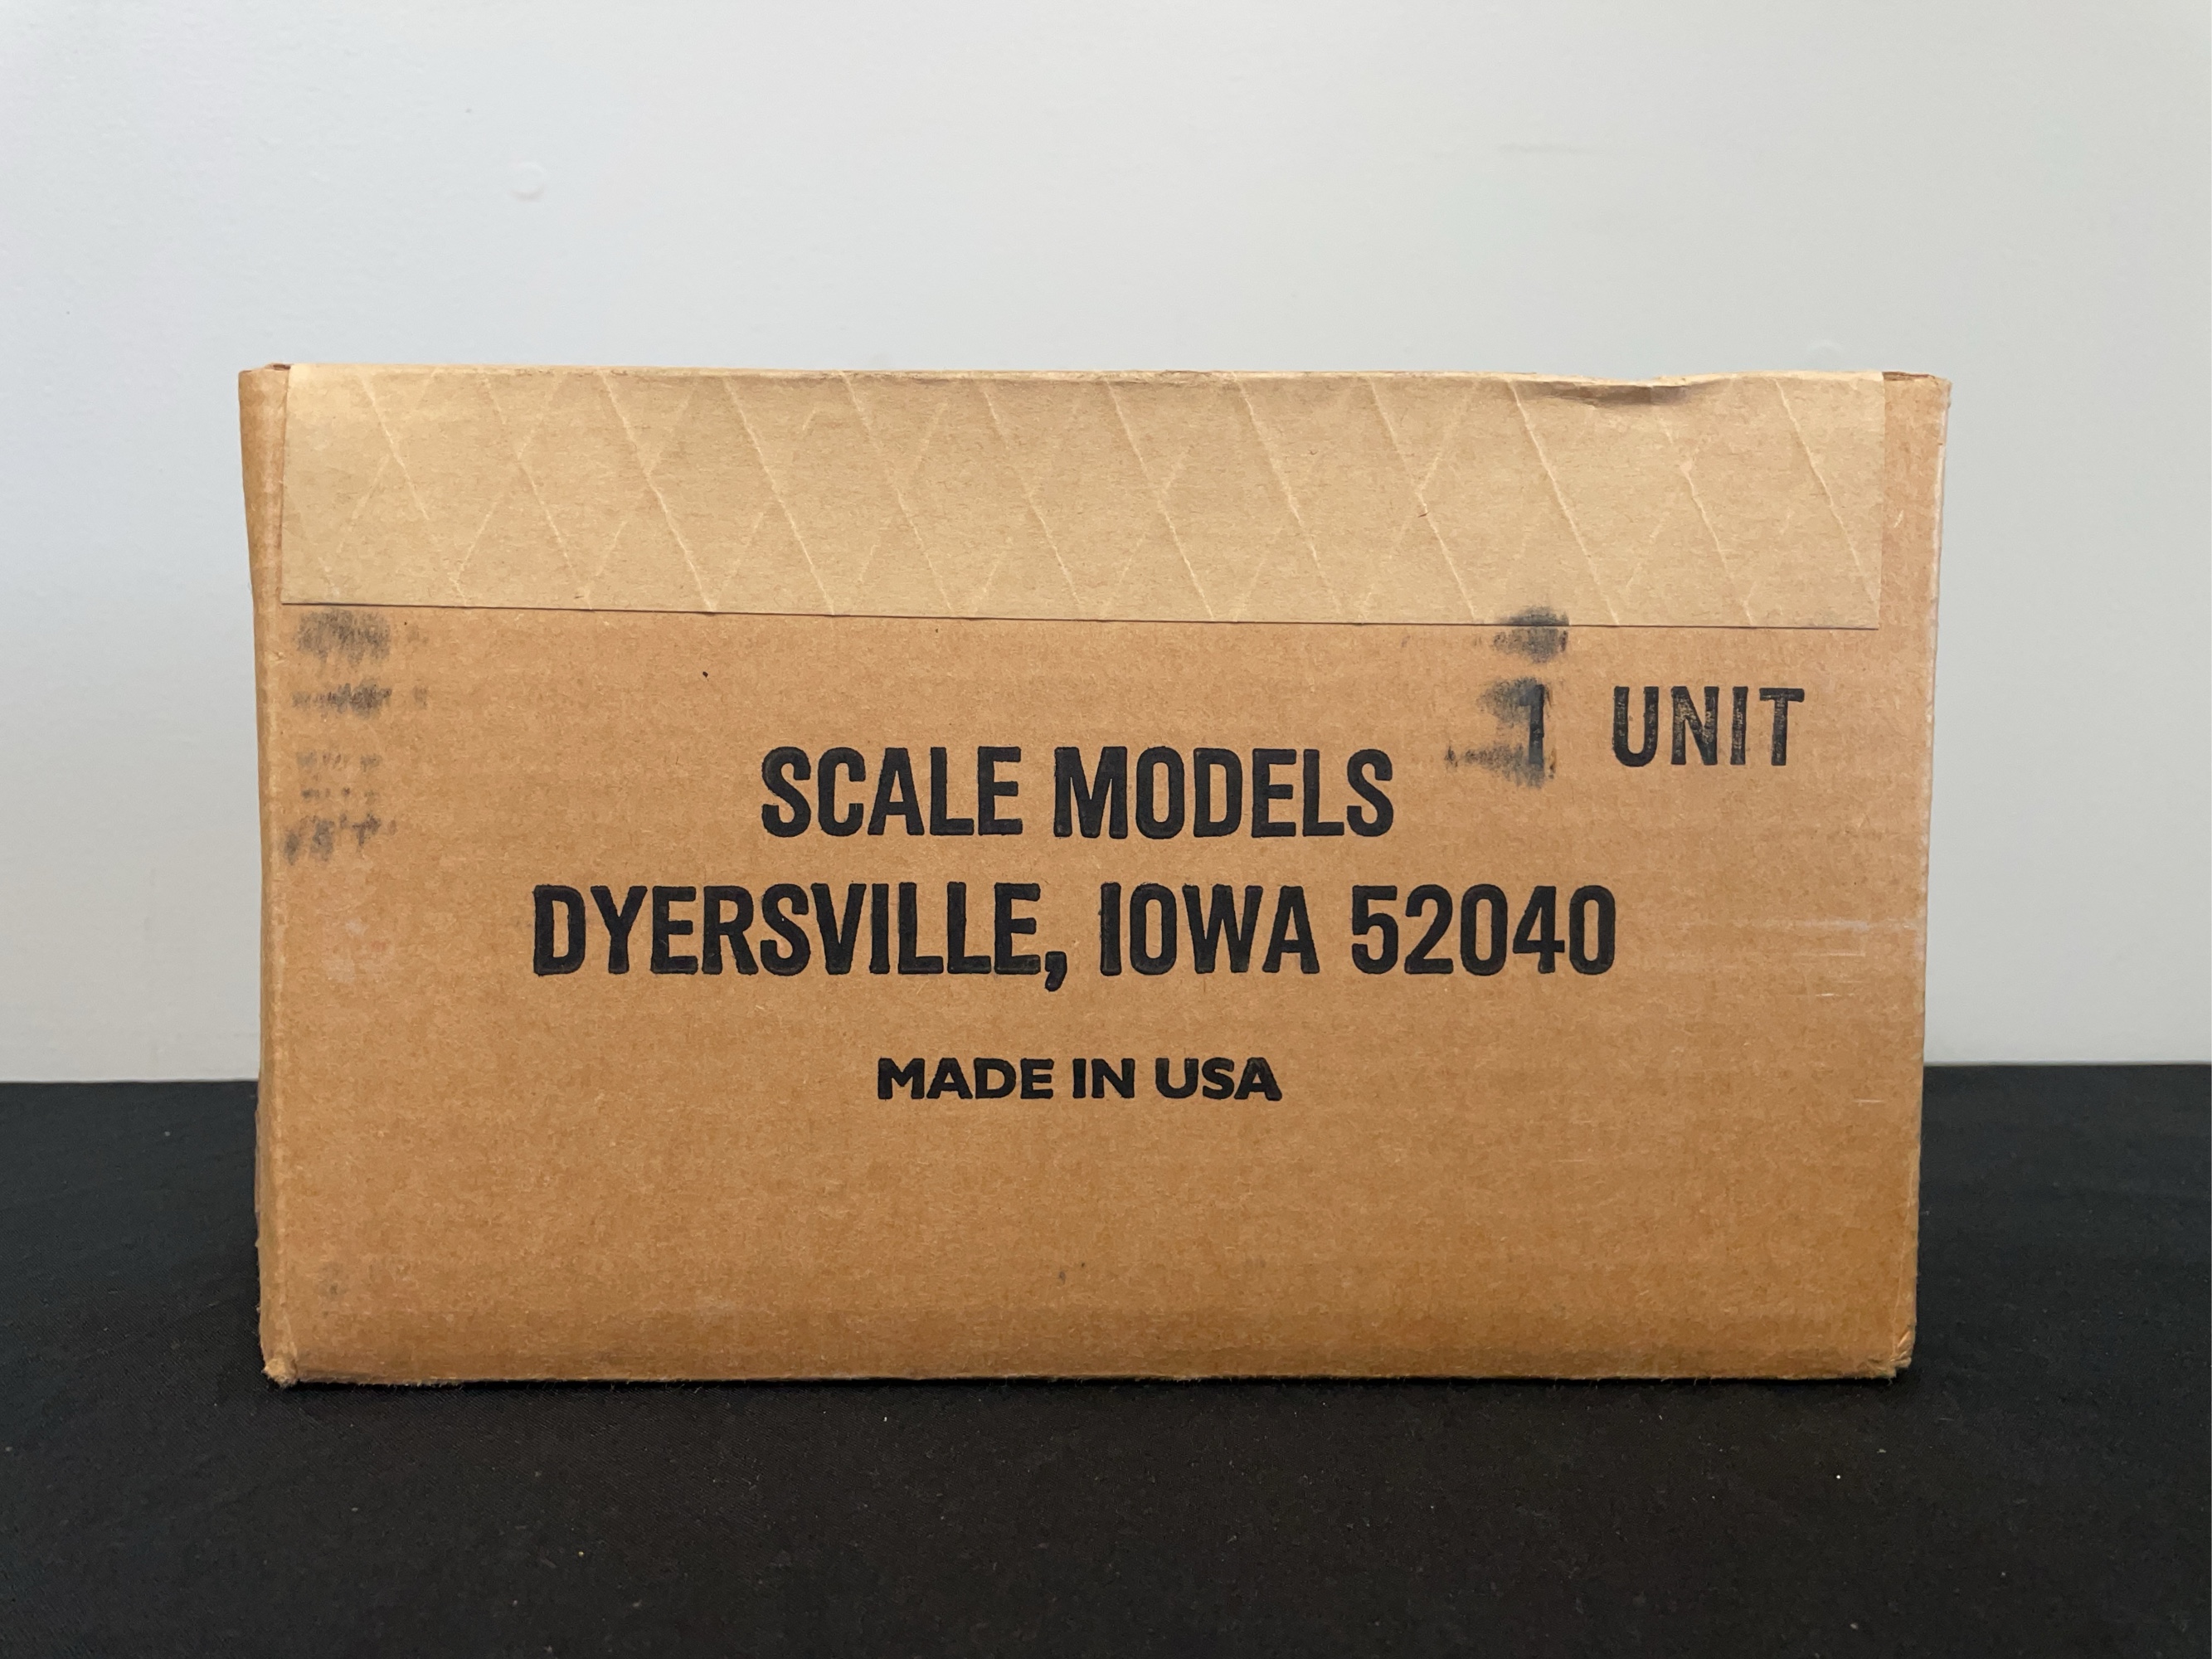 1 UNIT
SCALE MODELS
DYERSVILLE, IOWA 52040
MADE IN USA